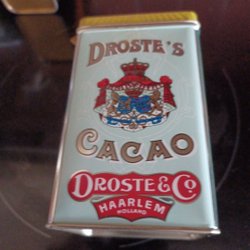 DROSTE'S
CACAO
DROSTE & CO.
HAARLEM
HOLLAND